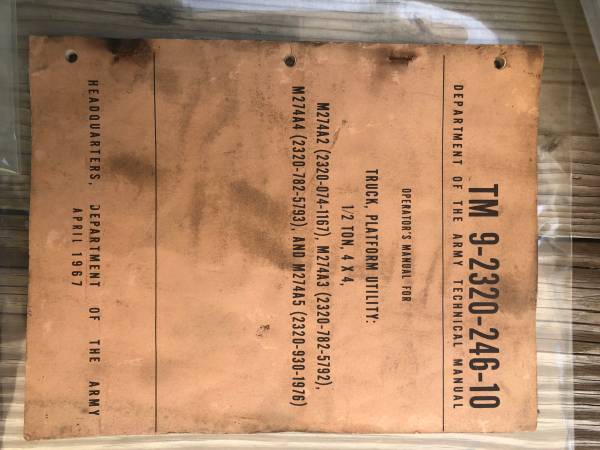 TM 9-2320-246-10
DEPARTMENT OF THE ARMY TECHNICAL MANUAL
OPERATOR'S MANUAL FOR
TRUCK, PLATFORM UTILITY:
1/2 TON, 4 X 4,
M274A2 (2320-074-1167), M274A3 (2320-782-5792),
M274A4 (2320-782-5793), AND M274A5 (2320-930-1976)
HEADQUARTERS, DEPARTMENT OF THE ARMY
APRIL 1967